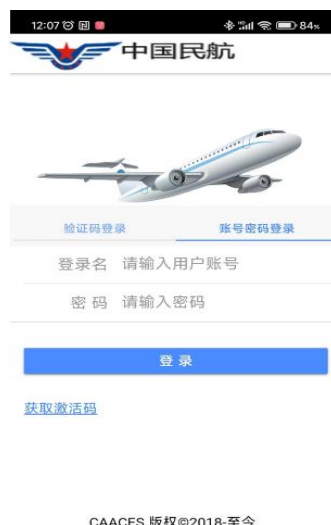 12:07 84%
中国民航
验证码登录 账号密码登录
登录名 请输入用户账号
密 码 请输入密码
登 录
获取激活码
CAACES 版权©2018-至今